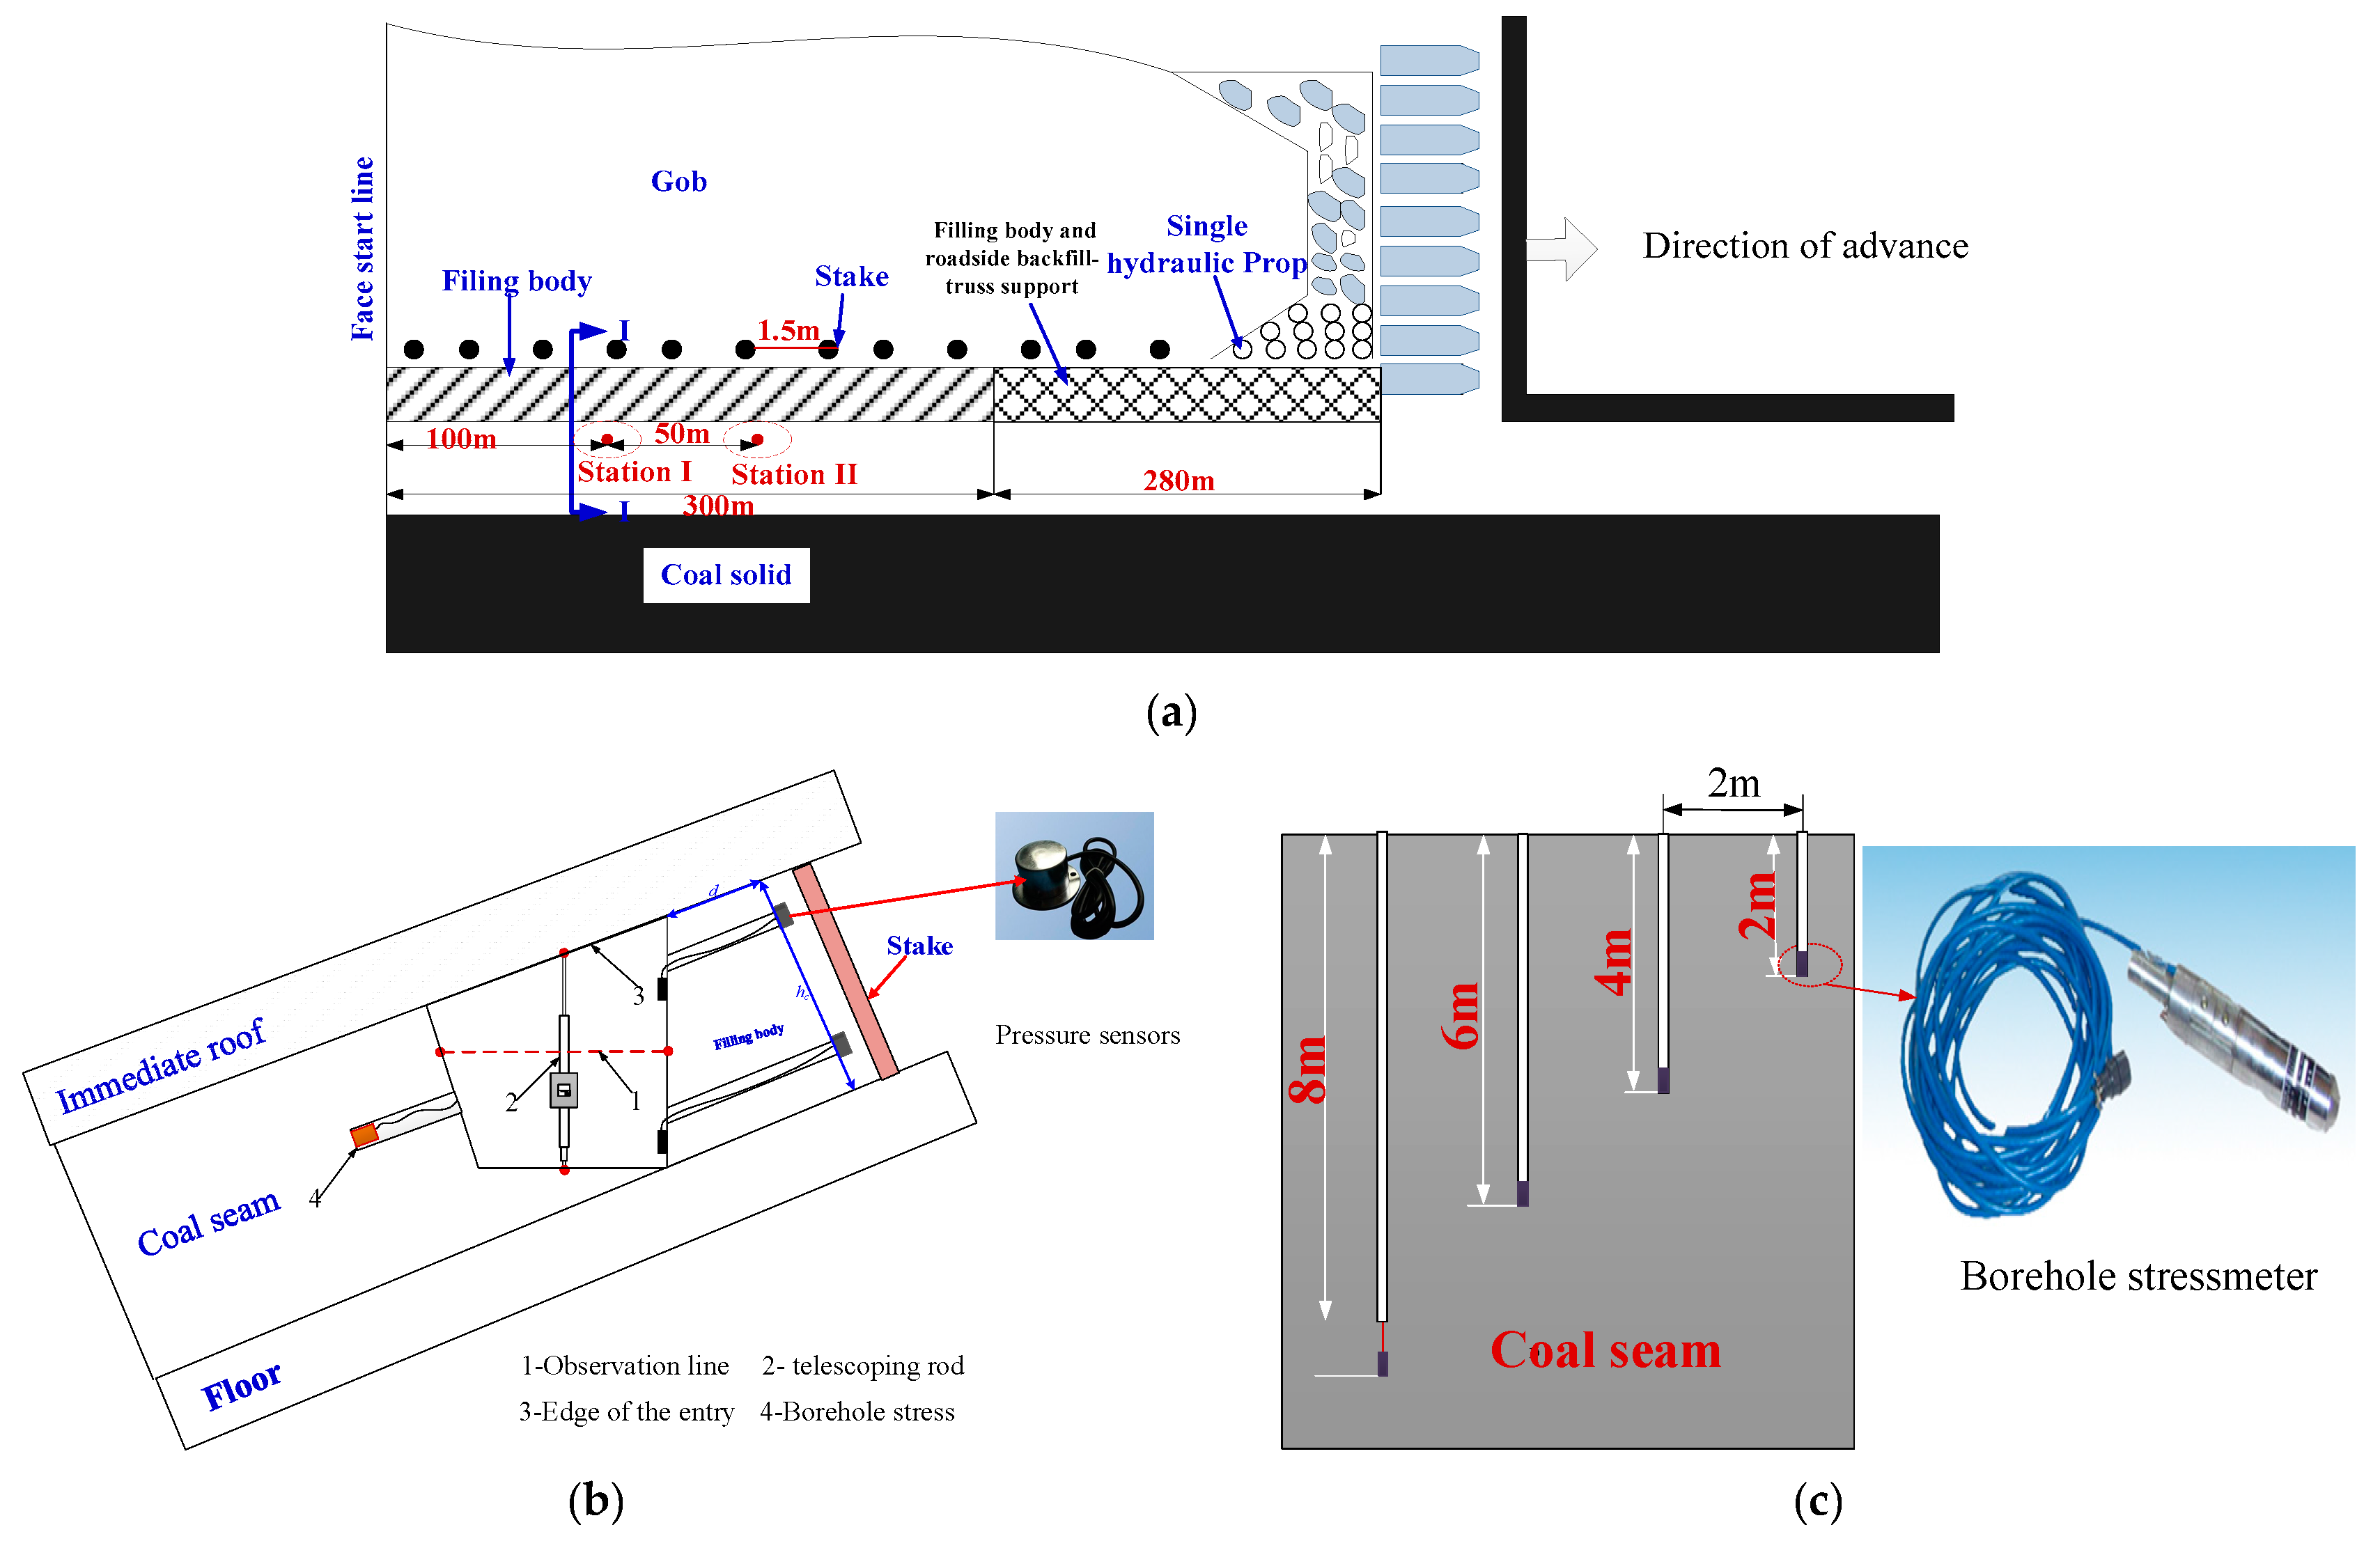 Face start line
Gob
Filing body
I
1.5m
Stake
Filling body and
roadside backfill-
truss support
Single
hydraulic Prop
Direction of advance
100m
50m
Station I
Station II
280m
300m
I
Coal solid
(a)
Immediate roof
Coal seam
Floor
d
hc
Filling body
Stake
3
2
1
4
Pressure sensors
1-Observation line 2- telescoping rod
3-Edge of the entry 4-Borehole stress
(b)
2m
8m
6m
4m
2m
Coal seam
Borehole stressmeter
(c)